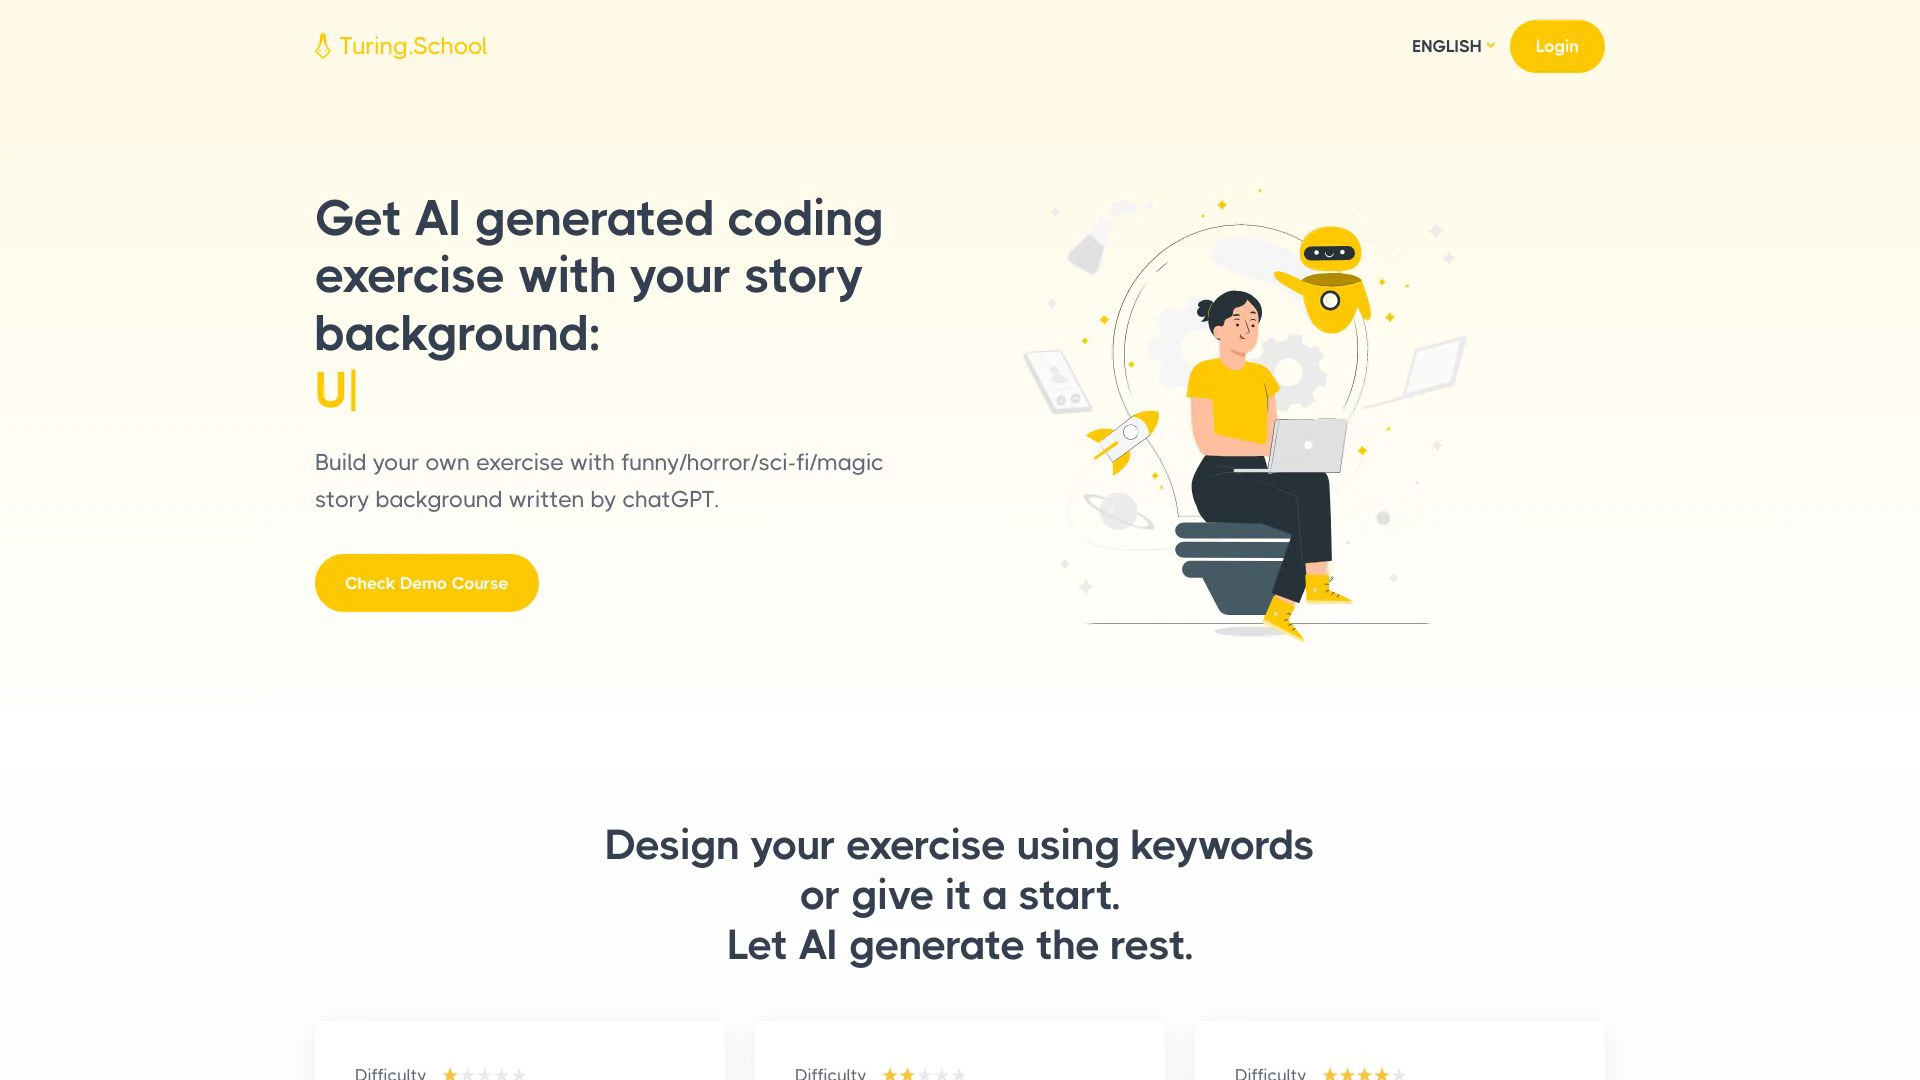 Turing.School
ENGLISH
Login
Get AI generated coding
exercise with your story
background:
U|
Build your own exercise with funny/horror/sci-fi/magic
story background written by chatGPT.
Check Demo Course
Design your exercise using keywords
or give it a start.
Let AI generate the rest.
Difficulty
Difficulty
Difficulty